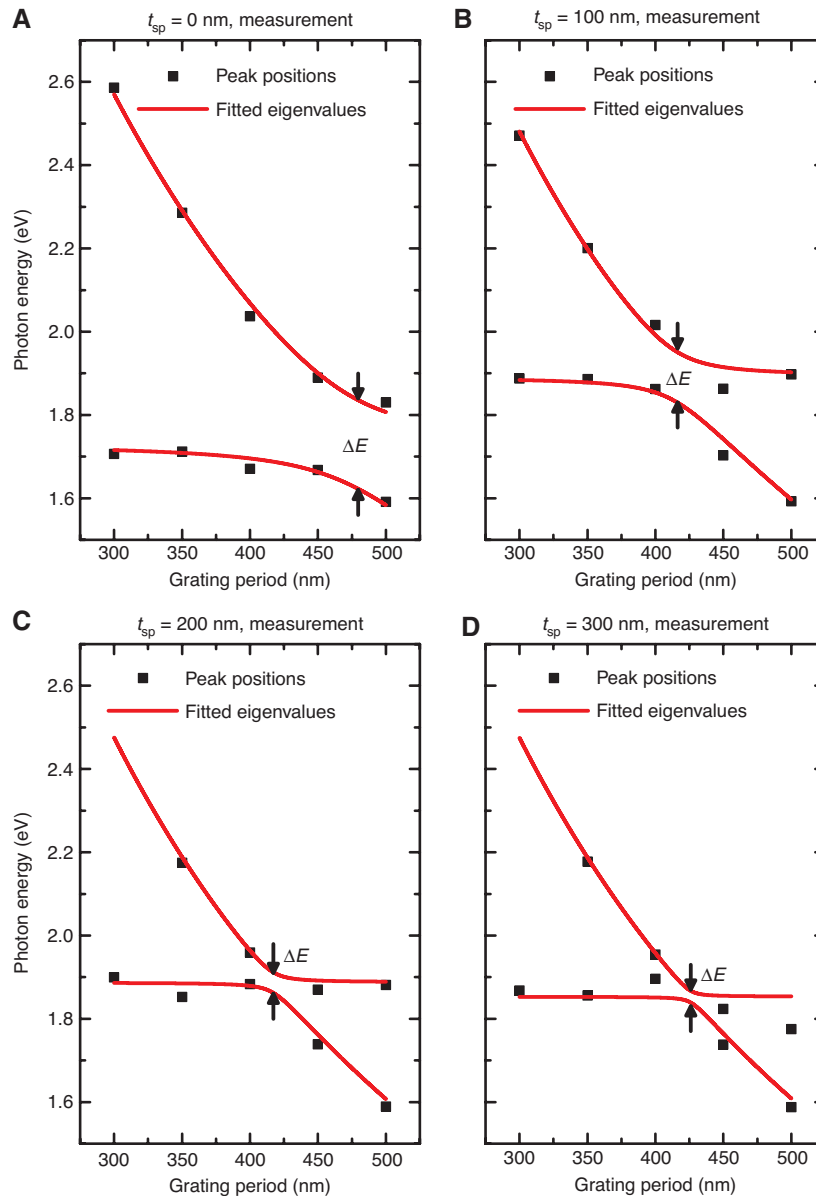 A
t_sp = 0 nm, measurement
Peak positions
Fitted eigenvalues
2.6
2.4
2.2
2.0
1.8
1.6
Photon energy (eV)
ΔE
300 350 400 450 500
Grating period (nm)
B
t_sp = 100 nm, measurement
Peak positions
Fitted eigenvalues
2.6
2.4
2.2
2.0
1.8
1.6
Photon energy (eV)
ΔE
300 350 400 450 500
Grating period (nm)
C
t_sp = 200 nm, measurement
Peak positions
Fitted eigenvalues
2.6
2.4
2.2
2.0
1.8
1.6
Photon energy (eV)
ΔE
300 350 400 450 500
Grating period (nm)
D
t_sp = 300 nm, measurement
Peak positions
Fitted eigenvalues
2.6
2.4
2.2
2.0
1.8
1.6
Photon energy (eV)
ΔE
300 350 400 450 500
Grating period (nm)